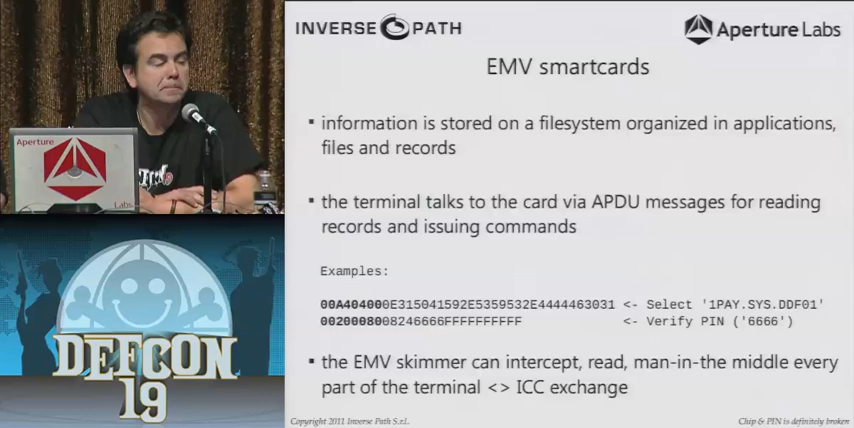 Aperture
Labs
DEFCON
19
INVERSE PATH
Aperture Labs
EMV smartcards
▪ information is stored on a filesystem organized in applications,
files and records
▪ the terminal talks to the card via APDU messages for reading
records and issuing commands
Examples:
00A404000E315041592E5359532E4444463031 <- Select '1PAY.SYS.DDF01'
0020008008246666FFFFFFFFFF <- Verify PIN ('6666')
▪ the EMV skimmer can intercept, read, man-in-the middle every
part of the terminal <> ICC exchange
Copyright 2011 Inverse Path S.r.l.
Chip & PIN is definitely broken